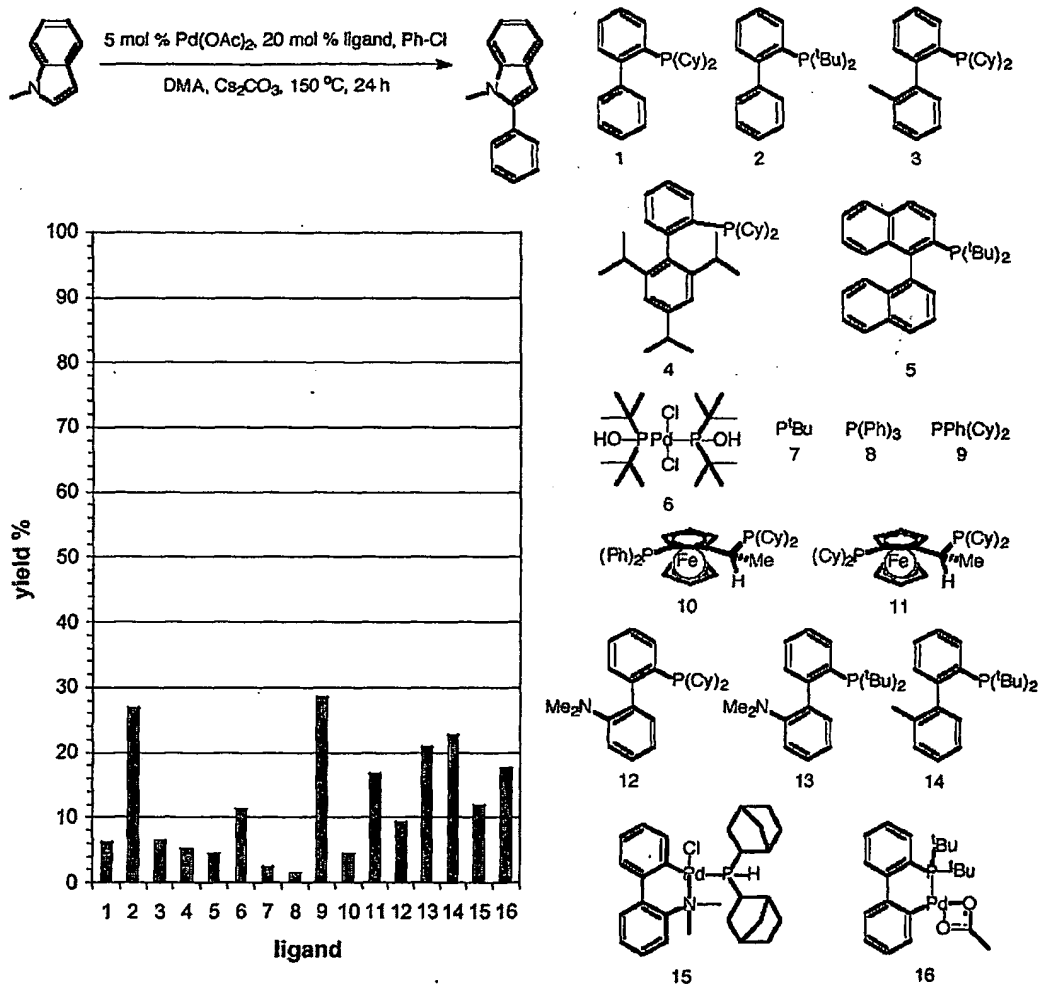 5 mol % Pd(OAc)2, 20 mol % ligand, Ph-Cl
DMA, Cs2CO3, 150 ºC, 24 h
N
N
P(Cy)2
1
P(tBu)2
2
P(Cy)2
3
P(Cy)2
4
P(tBu)2
5
Cl
HO P Pd P OH
Cl
6
PtBu
7
P(Ph)3
8
PPh(Cy)2
9
(Ph)2P Fe P(Cy)2
Me
H
10
(Cy)2P Fe P(Cy)2
Me
H
11
P(Cy)2
Me2N
12
P(tBu)2
Me2N
13
P(tBu)2
14
Cl
Pd P H
N
15
tBu
P tBu
Pd O
O
16
yield %
100
90
80
70
60
50
40
30
20
10
0
1 2 3 4 5 6 7 8 9 10 11 12 13 14 15 16
ligand